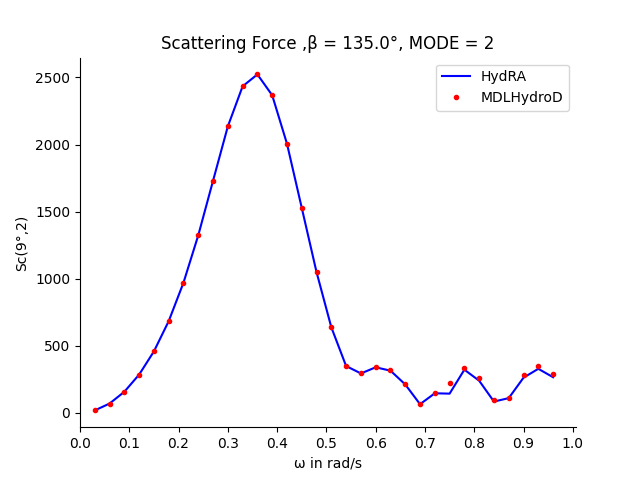 Scattering Force ,β = 135.0°, MODE = 2
HydRA
MDLHydroD
2500
2000
1500
1000
500
0
Sc(9°,2)
0.0 0.1 0.2 0.3 0.4 0.5 0.6 0.7 0.8 0.9 1.0
ω in rad/s